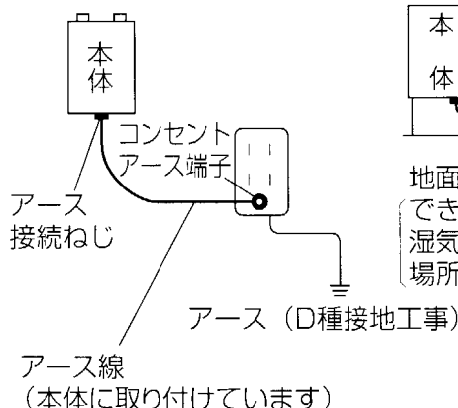 本
体
コンセント
アース端子
アース
接続ねじ
アース（D種接地工事）
アース線
（本体に取り付けています）
本
体
地面
でき
湿気
場所